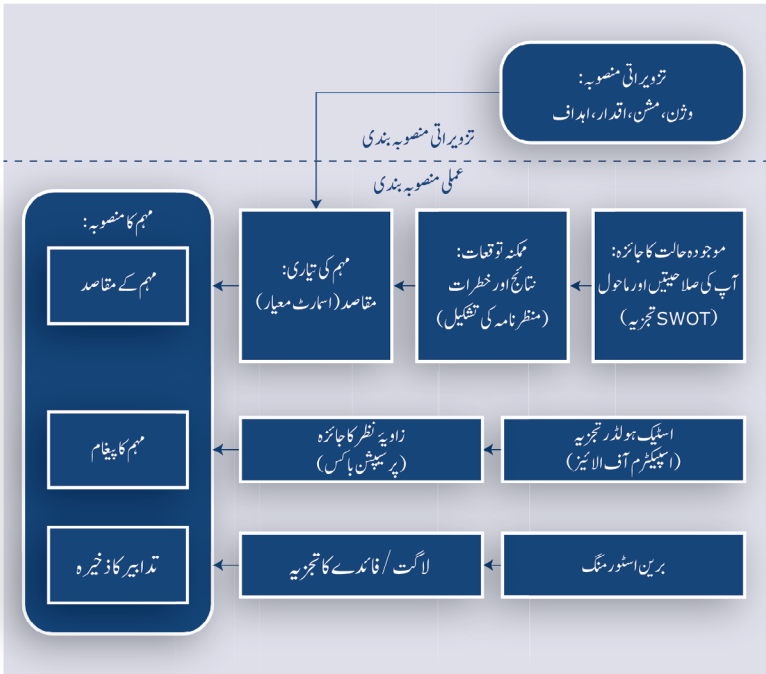 تزویراتی منصوبہ:
وژن، مشن، اقدار، اہداف
تزویراتی منصوبہ بندی
عملی منصوبہ بندی
موجودہ حالت کا جائزہ:
آپ کی صلاحیتیں اور ماحول
(SWOT تجزیہ)
ممکنہ توقعات:
نتائج اور خطرات
(منظرنامہ کی تشکیل)
مہم کی تیاری:
مقاصد (اسمارٹ معیار)
مہم کا منصوبہ:
مہم کے مقاصد
اسٹیک ہولڈر تجزیہ
(اسپیکٹرم آف الائیز)
زاویۂ نظر کا جائزہ
(پرسیپشن باکس)
مہم کا پیغام
برین اسٹورمنگ
لاگت / فائدے کا تجزیہ
تدابیر کا ذخیرہ